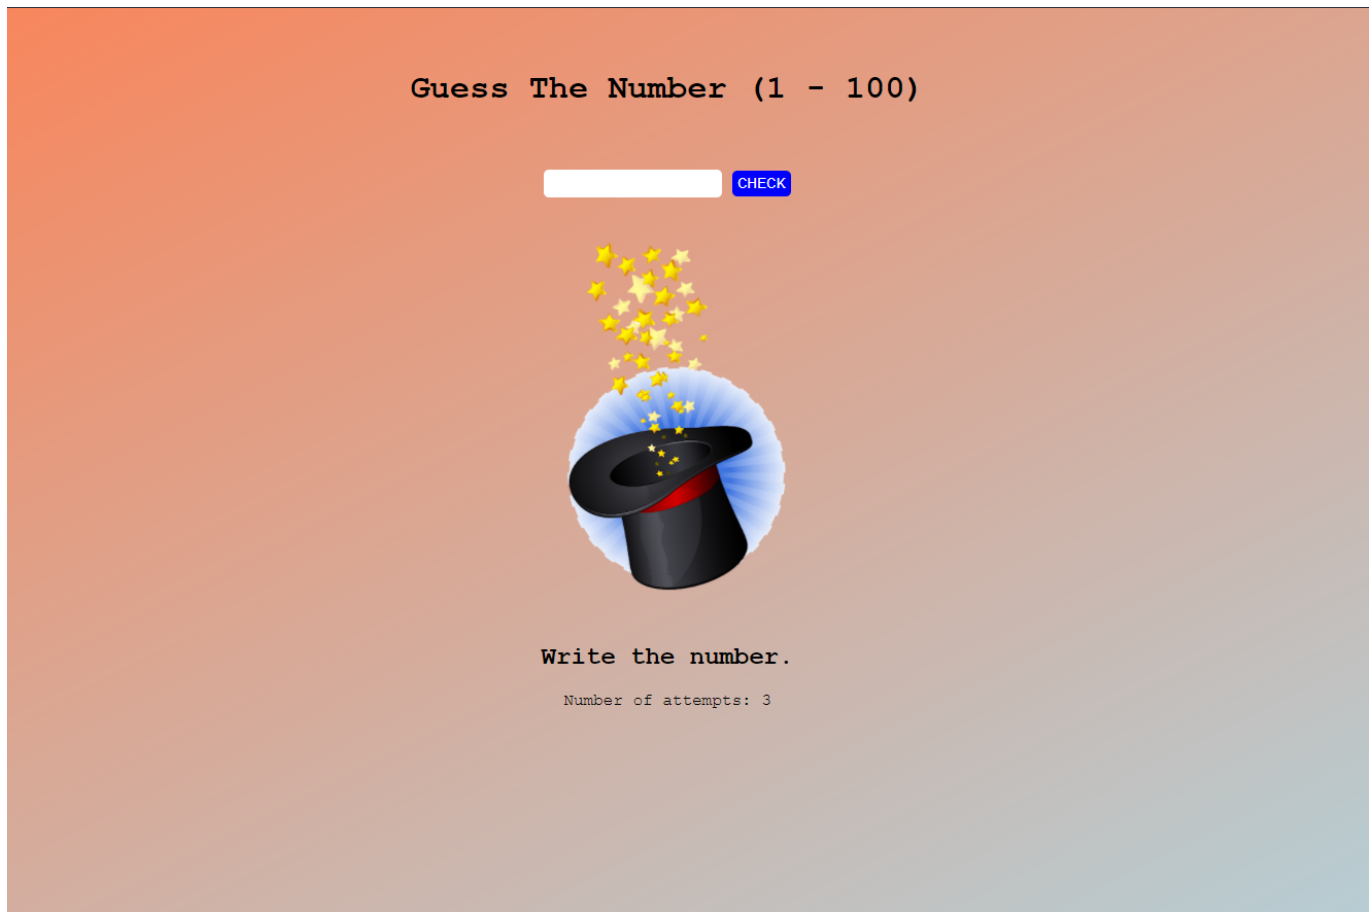 Guess The Number (1 - 100)
CHECK
Write the number.
Number of attempts: 3